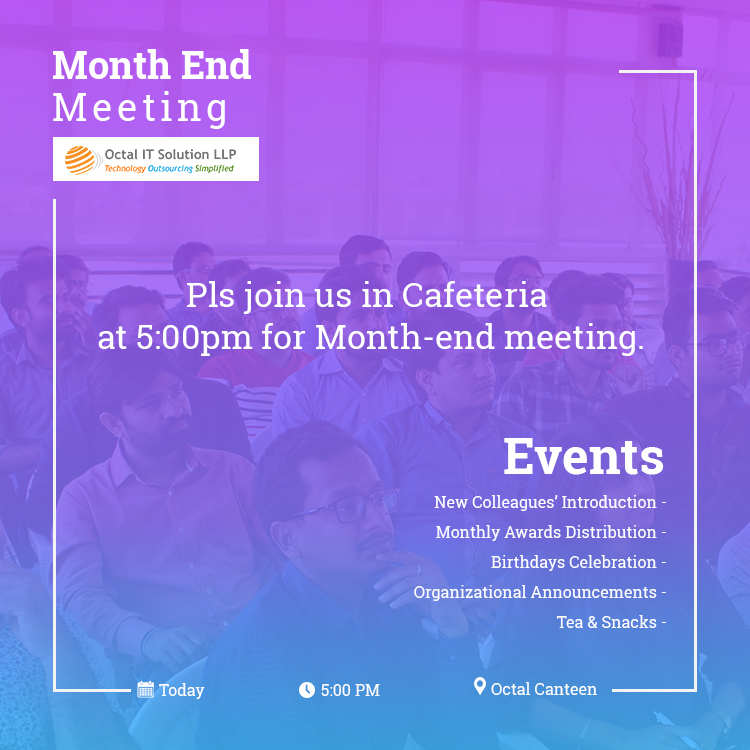 Month End
Meeting
Octal IT Solution LLP
Technology Outsourcing Simplified
Pls join us in Cafeteria
at 5:00pm for Month-end meeting.
Events
New Colleagues’ Introduction -
Monthly Awards Distribution -
Birthdays Celebration -
Organizational Announcements -
Tea & Snacks -
Today
5:00 PM
Octal Canteen